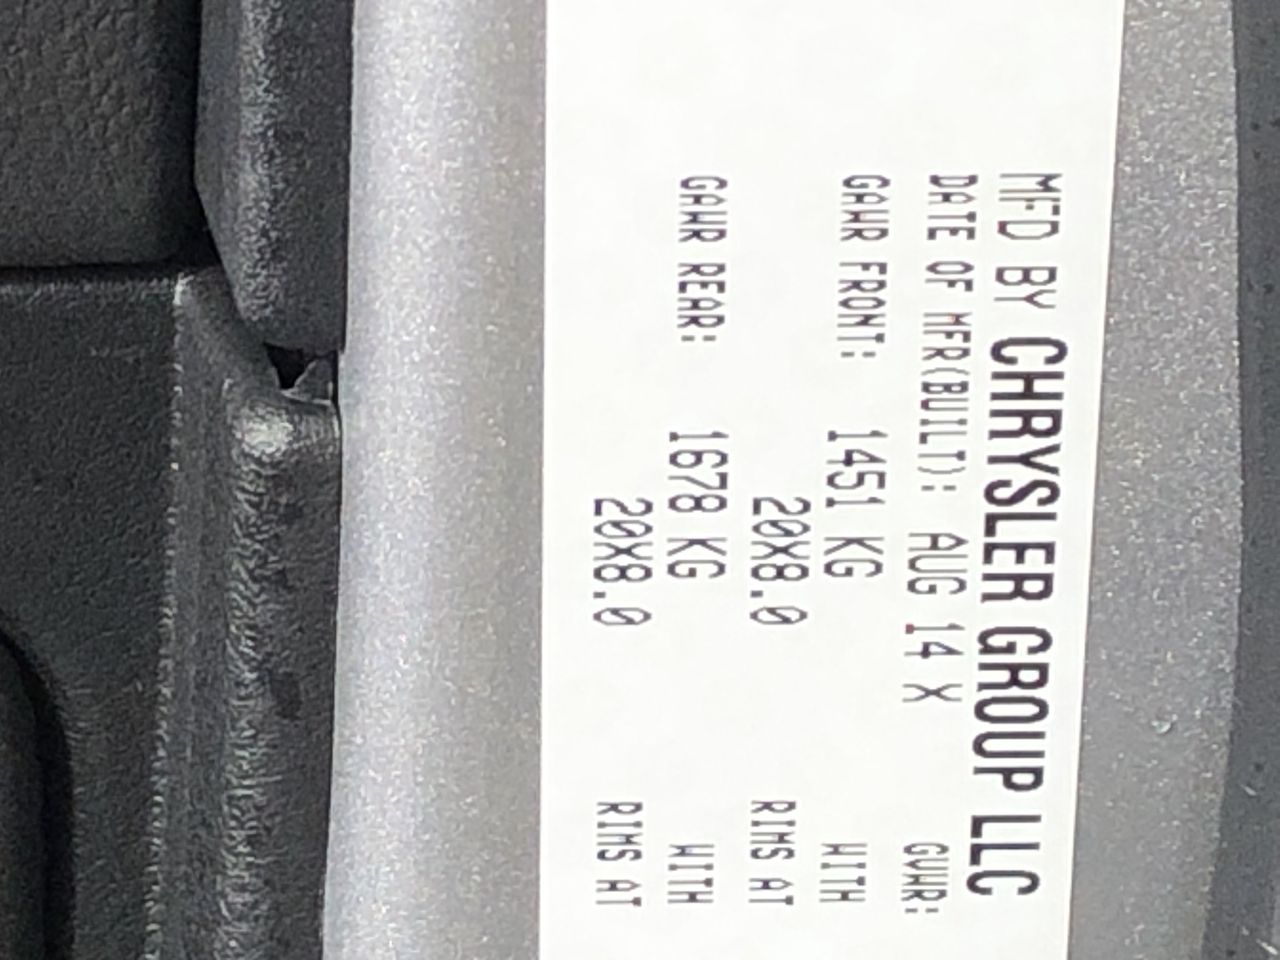 MFD BY CHRYSLER GROUP LLC
DATE OF MFR(BUILT): AUG 14 X GVWR:
GAWR FRONT: 1451 KG WITH
20X8.0 RIMS AT
GAWR REAR: 1678 KG WITH
20X8.0 RIMS AT